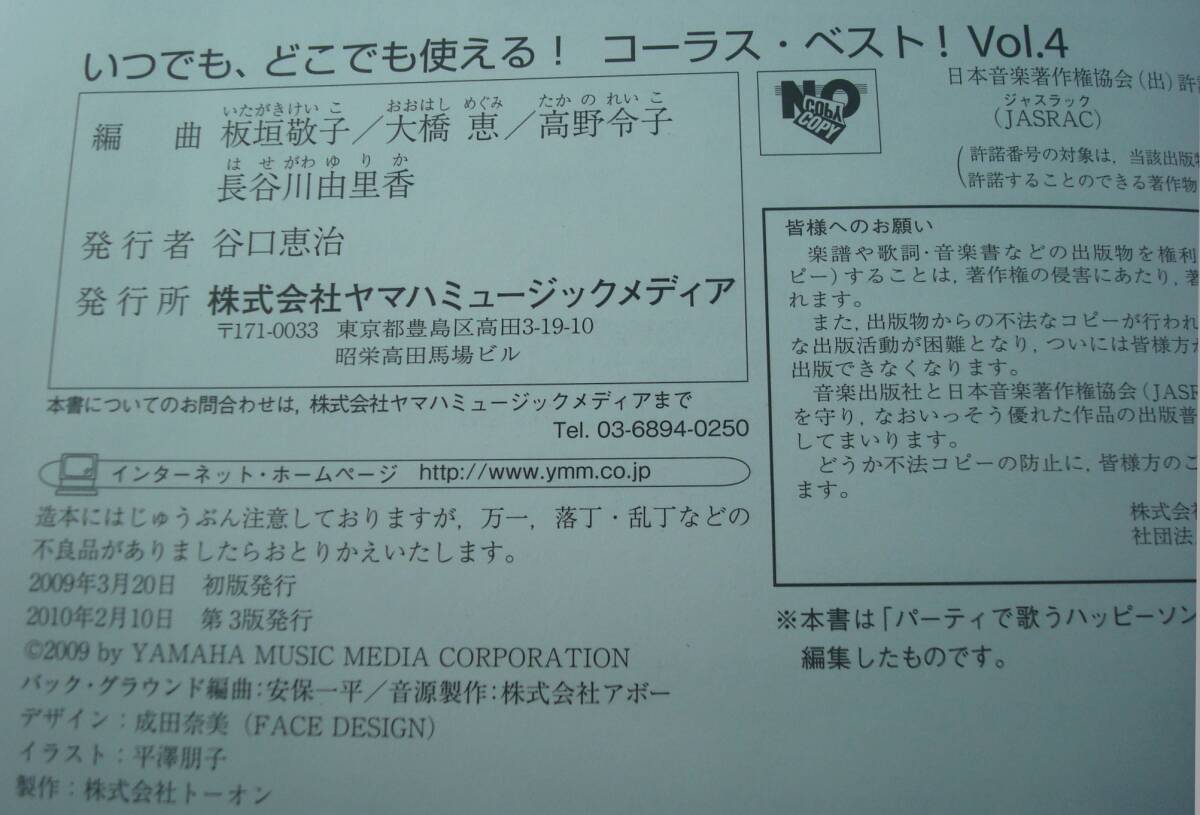 いつでも、どこでも使える! コーラス・ベスト! Vol.4
いたがきけいこ おおはし めぐみ たかのれいこ
編曲 板垣敬子/大橋 恵/高野令子
はせがわゆりか
長谷川由里香
発行者 谷口恵治
発行所 株式会社ヤマハミュージックメディア
〒171-0033 東京都豊島区高田3-19-10
昭栄高田馬場ビル
本書についてのお問合わせは,株式会社ヤマハミュージックメディアまで
Tel. 03-6894-0250
インターネット・ホームページ http://www.ymm.co.jp
造本にはじゅうぶん注意しておりますが,万一,落丁・乱丁などの
不良品がありましたらおとりかえいたします。
2009年3月20日 初版発行
2010年2月10日 第3版発行
©2009 by YAMAHA MUSIC MEDIA CORPORATION
バック・グラウンド編曲:安保一平/音源製作:株式会社アボー
デザイン:成田奈美(FACE DESIGN)
イラスト:平澤朋子
製作:株式会社トーオン
NO
COPY
COPY
日本音楽著作権協会(出)許
ジャスラック
(JASRAC)
(許諾番号の対象は,当該出版
許諾することのできる著作物
皆様へのお願い
楽譜や歌詞・音楽書などの出版物を権利
ピー)することは,著作権の侵害にあたり,
れます。
また,出版物からの不法なコピーが行われ
な出版活動が困難となり,ついには皆様方
出版できなくなります。
音楽出版社と日本音楽著作権協会(JAS
を守り,なおいっそう優れた作品の出版普
してまいります。
どうか不法コピーの防止に,皆様方の
ます。
株式会
社団法
※本書は「パーティで歌うハッピーソン
編集したものです。